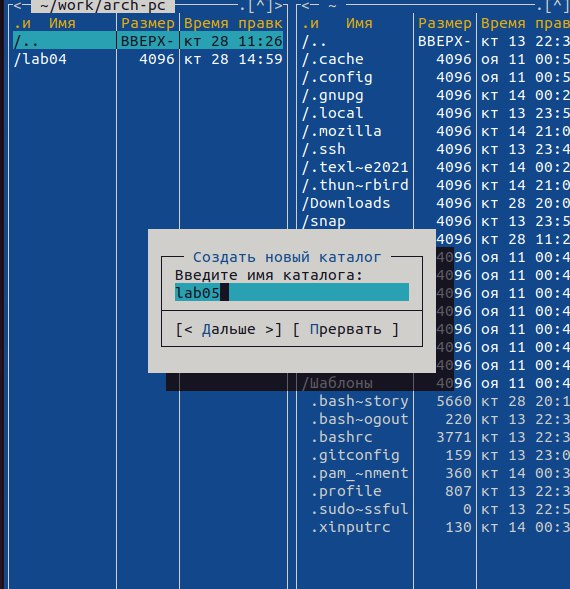 <─ ~/work/arch-pc ─.[^]>
.и Имя Размер Время правк
/.. ВВЕРХ- кт 28 11:26
/lab04 4096 кт 28 14:59
<─ ~ ─.[^]
.и Имя Размер Время прав
/.. ВВЕРХ- кт 13 22:3
/.cache 4096 оя 11 00:5
/.config 4096 оя 11 00:5
/.gnupg 4096 кт 14 00:2
/.local 4096 кт 13 23:5
/.mozilla 4096 кт 14 21:0
/.ssh 4096 кт 13 23:4
/.texl~e2021 4096 кт 14 00:2
/.thun~rbird 4096 кт 14 21:0
/Downloads 4096 кт 28 20:0
/snap 4096 кт 13 23:5
4096 кт 28 11:2
4096 оя 11 00:4
4096 оя 11 00:4
4096 оя 11 00:4
4096 оя 11 00:4
4096 оя 11 00:4
4096 оя 11 00:4
4096 оя 11 00:4
/Шаблоны 4096 оя 11 00:4
.bash~story 5660 кт 28 20:1
.bash~ogout 220 кт 13 22:3
.bashrc 3771 кт 13 22:3
.gitconfig 159 кт 13 23:0
.pam_~nment 360 кт 14 00:3
.profile 807 кт 13 22:3
.sudo~ssful 0 кт 13 22:5
.xinputrc 130 кт 14 00:3
Создать новый каталог
Введите имя каталога:
lab05
[< Дальше >] [ Прервать ]